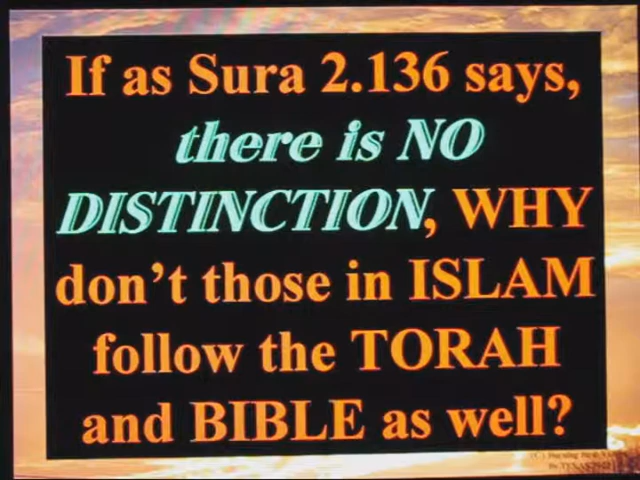 If as Sura 2.136 says,
there is NO
DISTINCTION, WHY
don't those in ISLAM
follow the TORAH
and BIBLE as well?